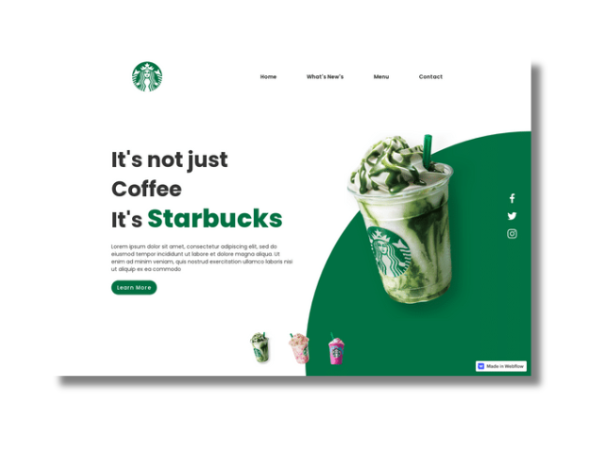 Home What's New's Menu Contact
It's not just
Coffee
It's Starbucks
Lorem ipsum dolor sit amet, consectetur adipiscing elit, sed do
eiusmod tempor incididunt ut labore et dolore magna aliqua. Ut
enim ad minim veniam, quis nostrud exercitation ullamco laboris nisi
ut aliquip ex ea commodo
Learn More
Made in Webflow